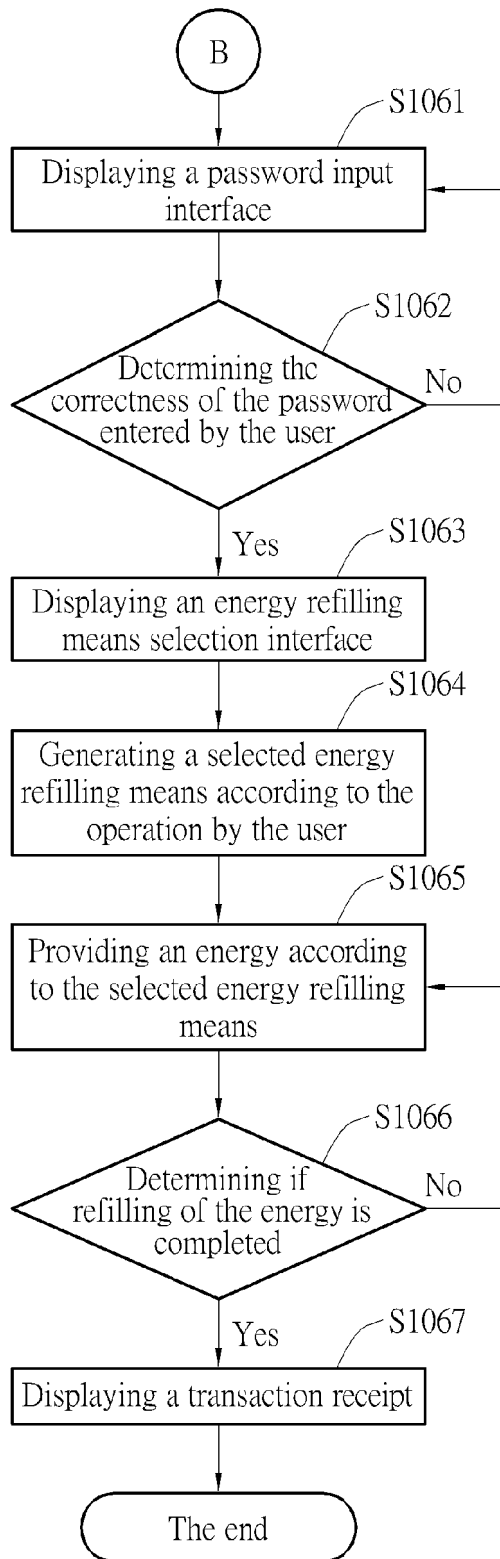 B
S1061
Displaying a password input
interface
S1062
Determining the
correctness of the password
entered by the user
No
Yes
S1063
Displaying an energy refilling
means selection interface
S1064
Generating a selected energy
refilling means according to the
operation by the user
S1065
Providing an energy according
to the selected energy refilling
means
S1066
Determining if
refilling of the energy is
completed
No
Yes
S1067
Displaying a transaction receipt
The end